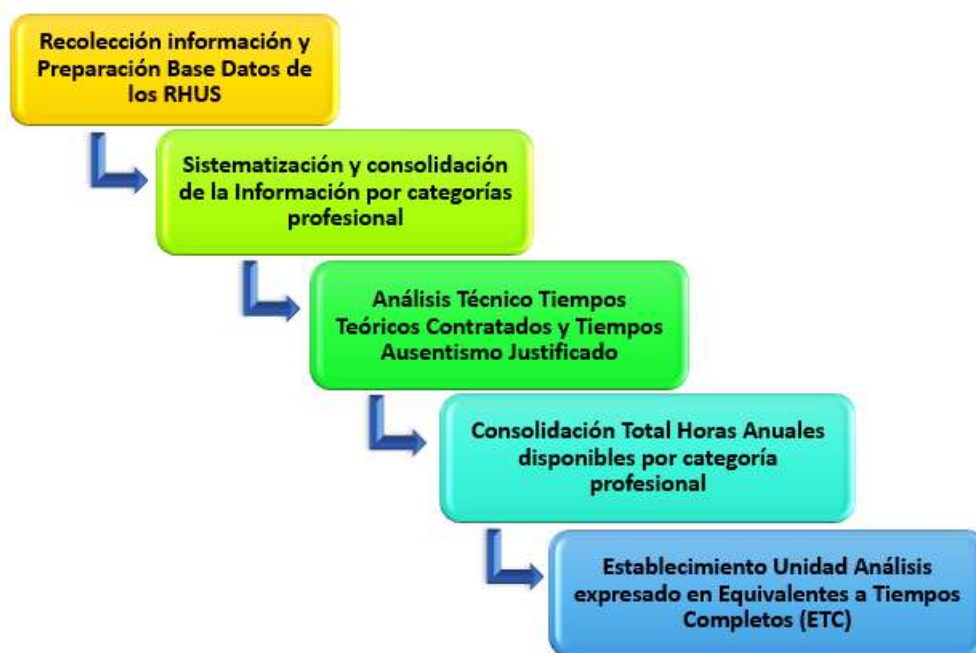 Recolección información y
Preparación Base Datos de
los RHUS
Sistematización y consolidación
de la Información por categorías
profesional
Análisis Técnico Tiempos
Teóricos Contratados y Tiempos
Ausentismo Justificado
Consolidación Total Horas Anuales
disponibles por categoría
profesional
Establecimiento Unidad Análisis
expresado en Equivalentes a Tiempos
Completos (ETC)